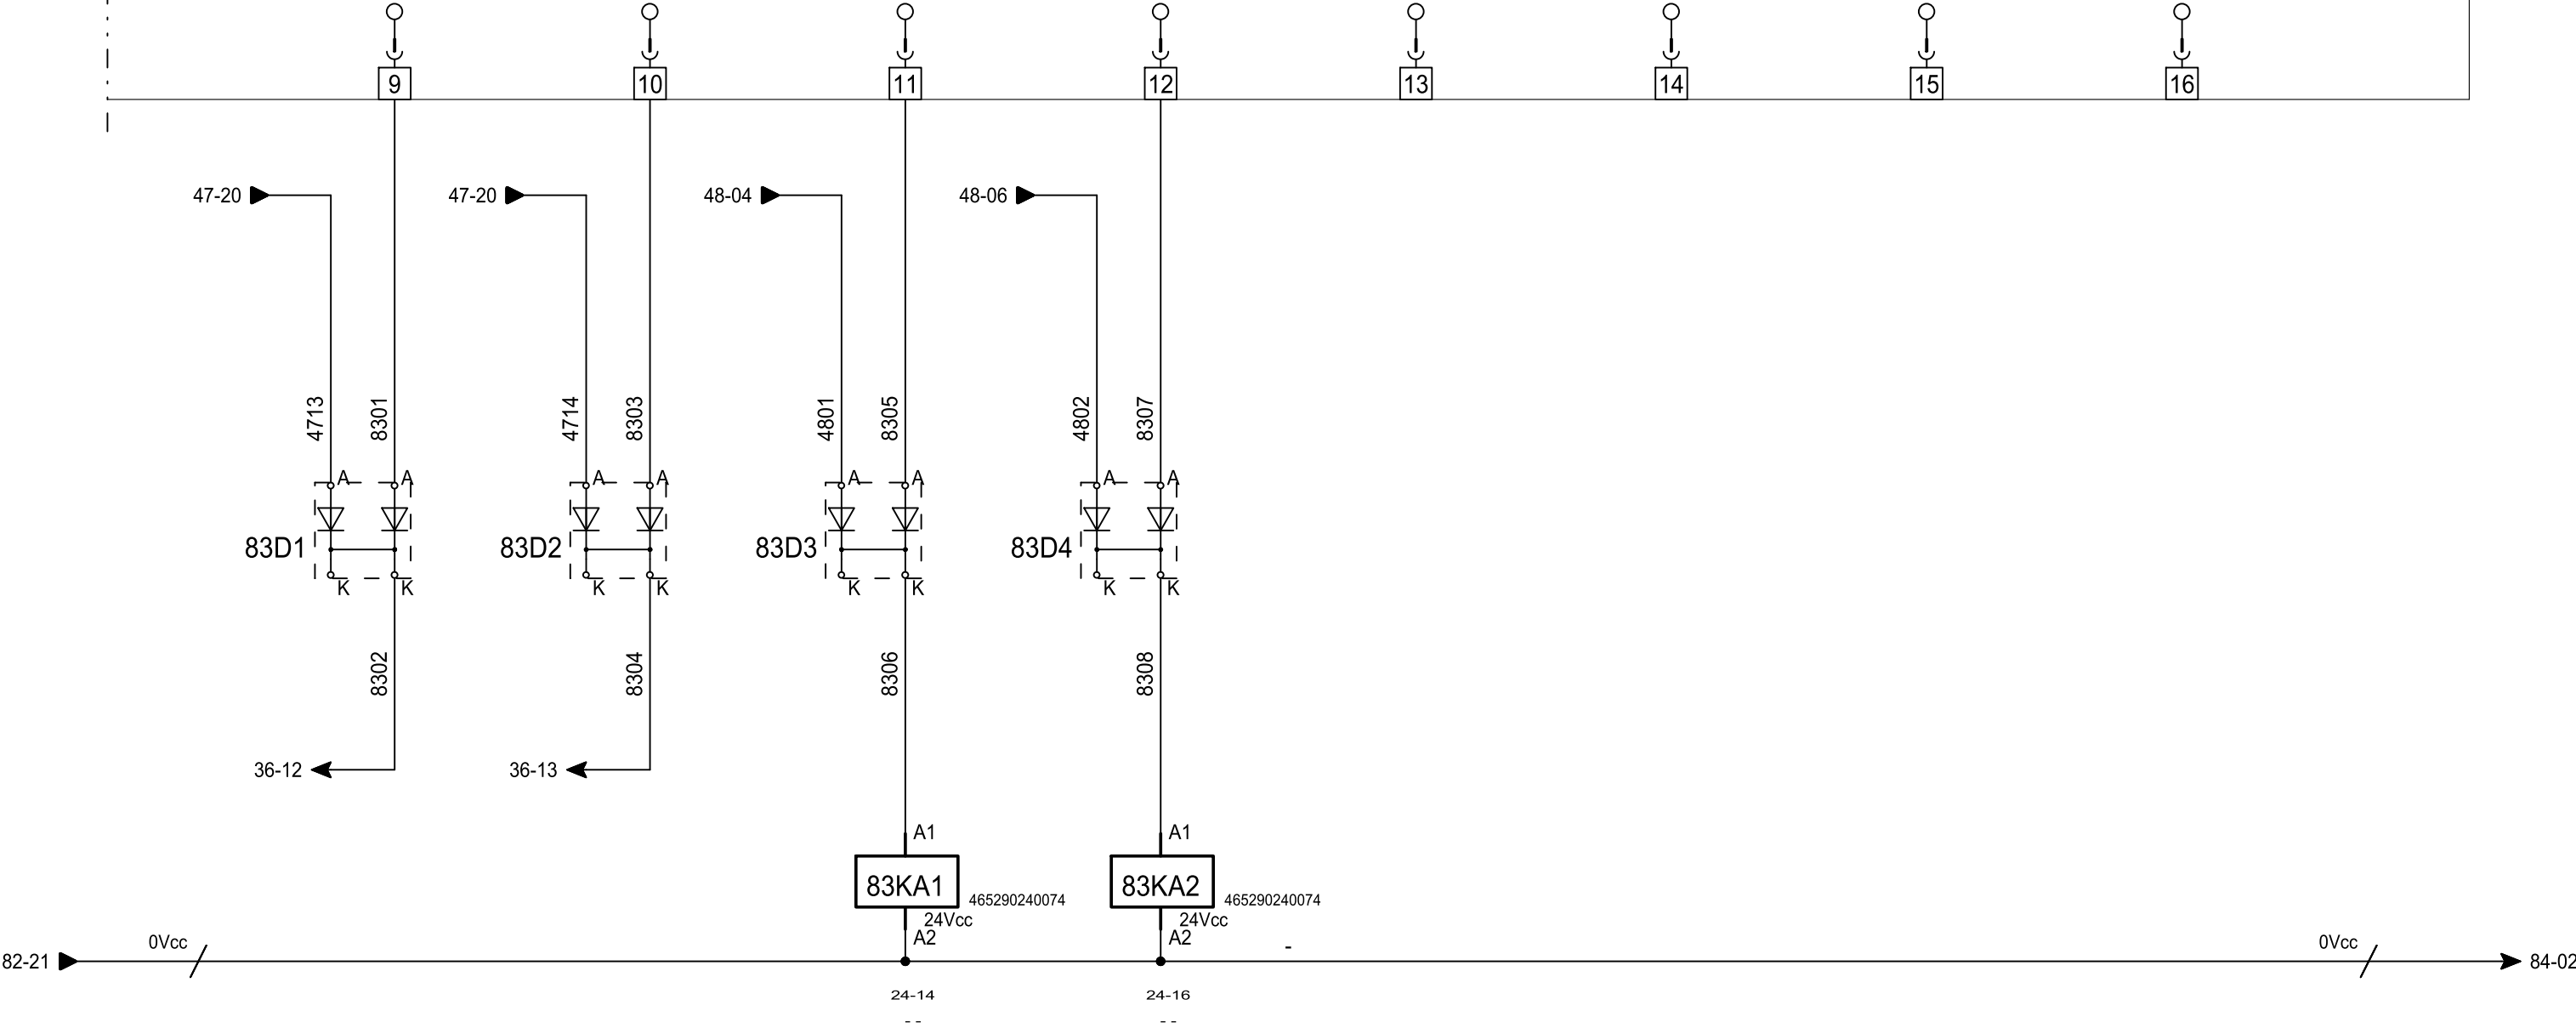 9 10 11 12 13 14 15 16
47-20 47-20 48-04 48-06
4713 8301 4714 8303 4801 8305 4802 8307
A A A A A A A A
83D1 83D2 83D3 83D4
K K K K K K K K
8302 8304 8306 8308
36-12 36-13
A1 A1
83KA1 465290240074 83KA2 465290240074
24Vcc 24Vcc
A2 A2 -
0Vcc 0Vcc
82-21 84-02
24-14 24-16
-- --